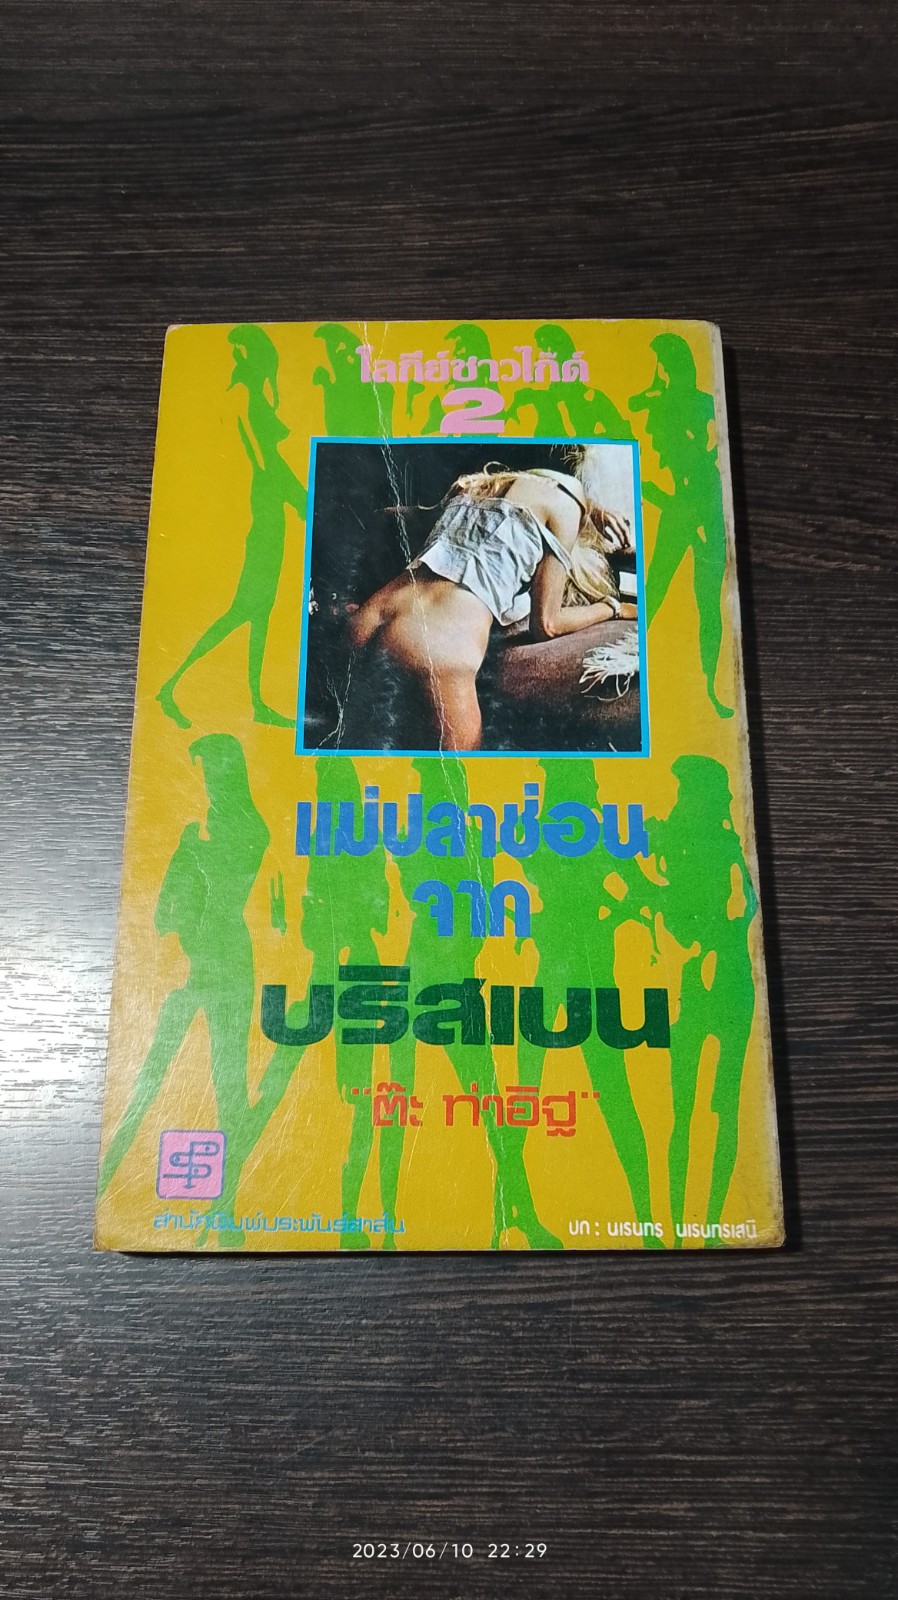 โลกีย์ชาวไกด์
2
แม่ปลาช่อน
จาก
บริสเบน
"ต๊ะ ท่าอิฐ"
สำนักพิมพ์ประพันธ์สาส์น
บก : นเรนทร นเรนทรเสนี
2023/06/10 22:29